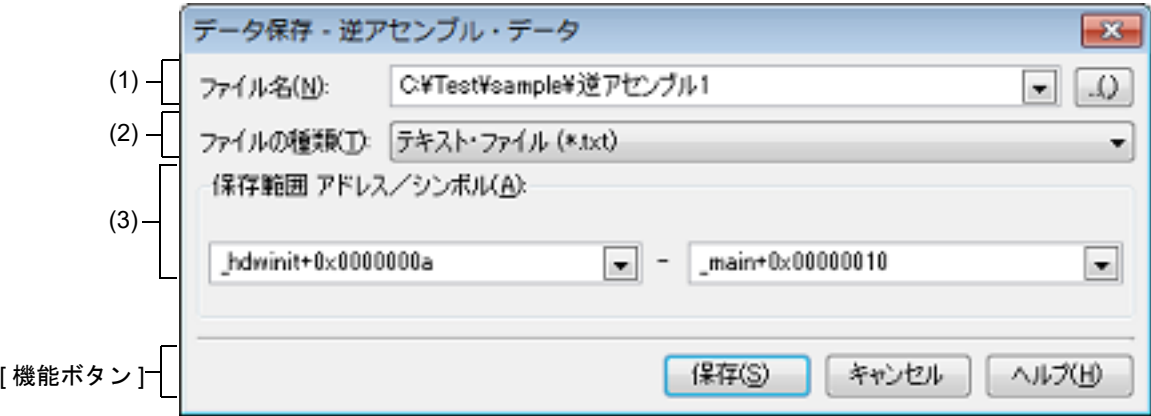 データ保存 - 逆アセンブル・データ
(1)
ファイル名(N):
C:¥Test¥sample¥逆アセンブル1
...
(2)
ファイルの種類(T):
テキスト・ファイル (*.txt)
(3)
保存範囲 アドレス／シンボル(A):
_hdwinit+0x0000000a
-
_main+0x00000010
[ 機能ボタン ]
保存(S)
キャンセル
ヘルプ(H)